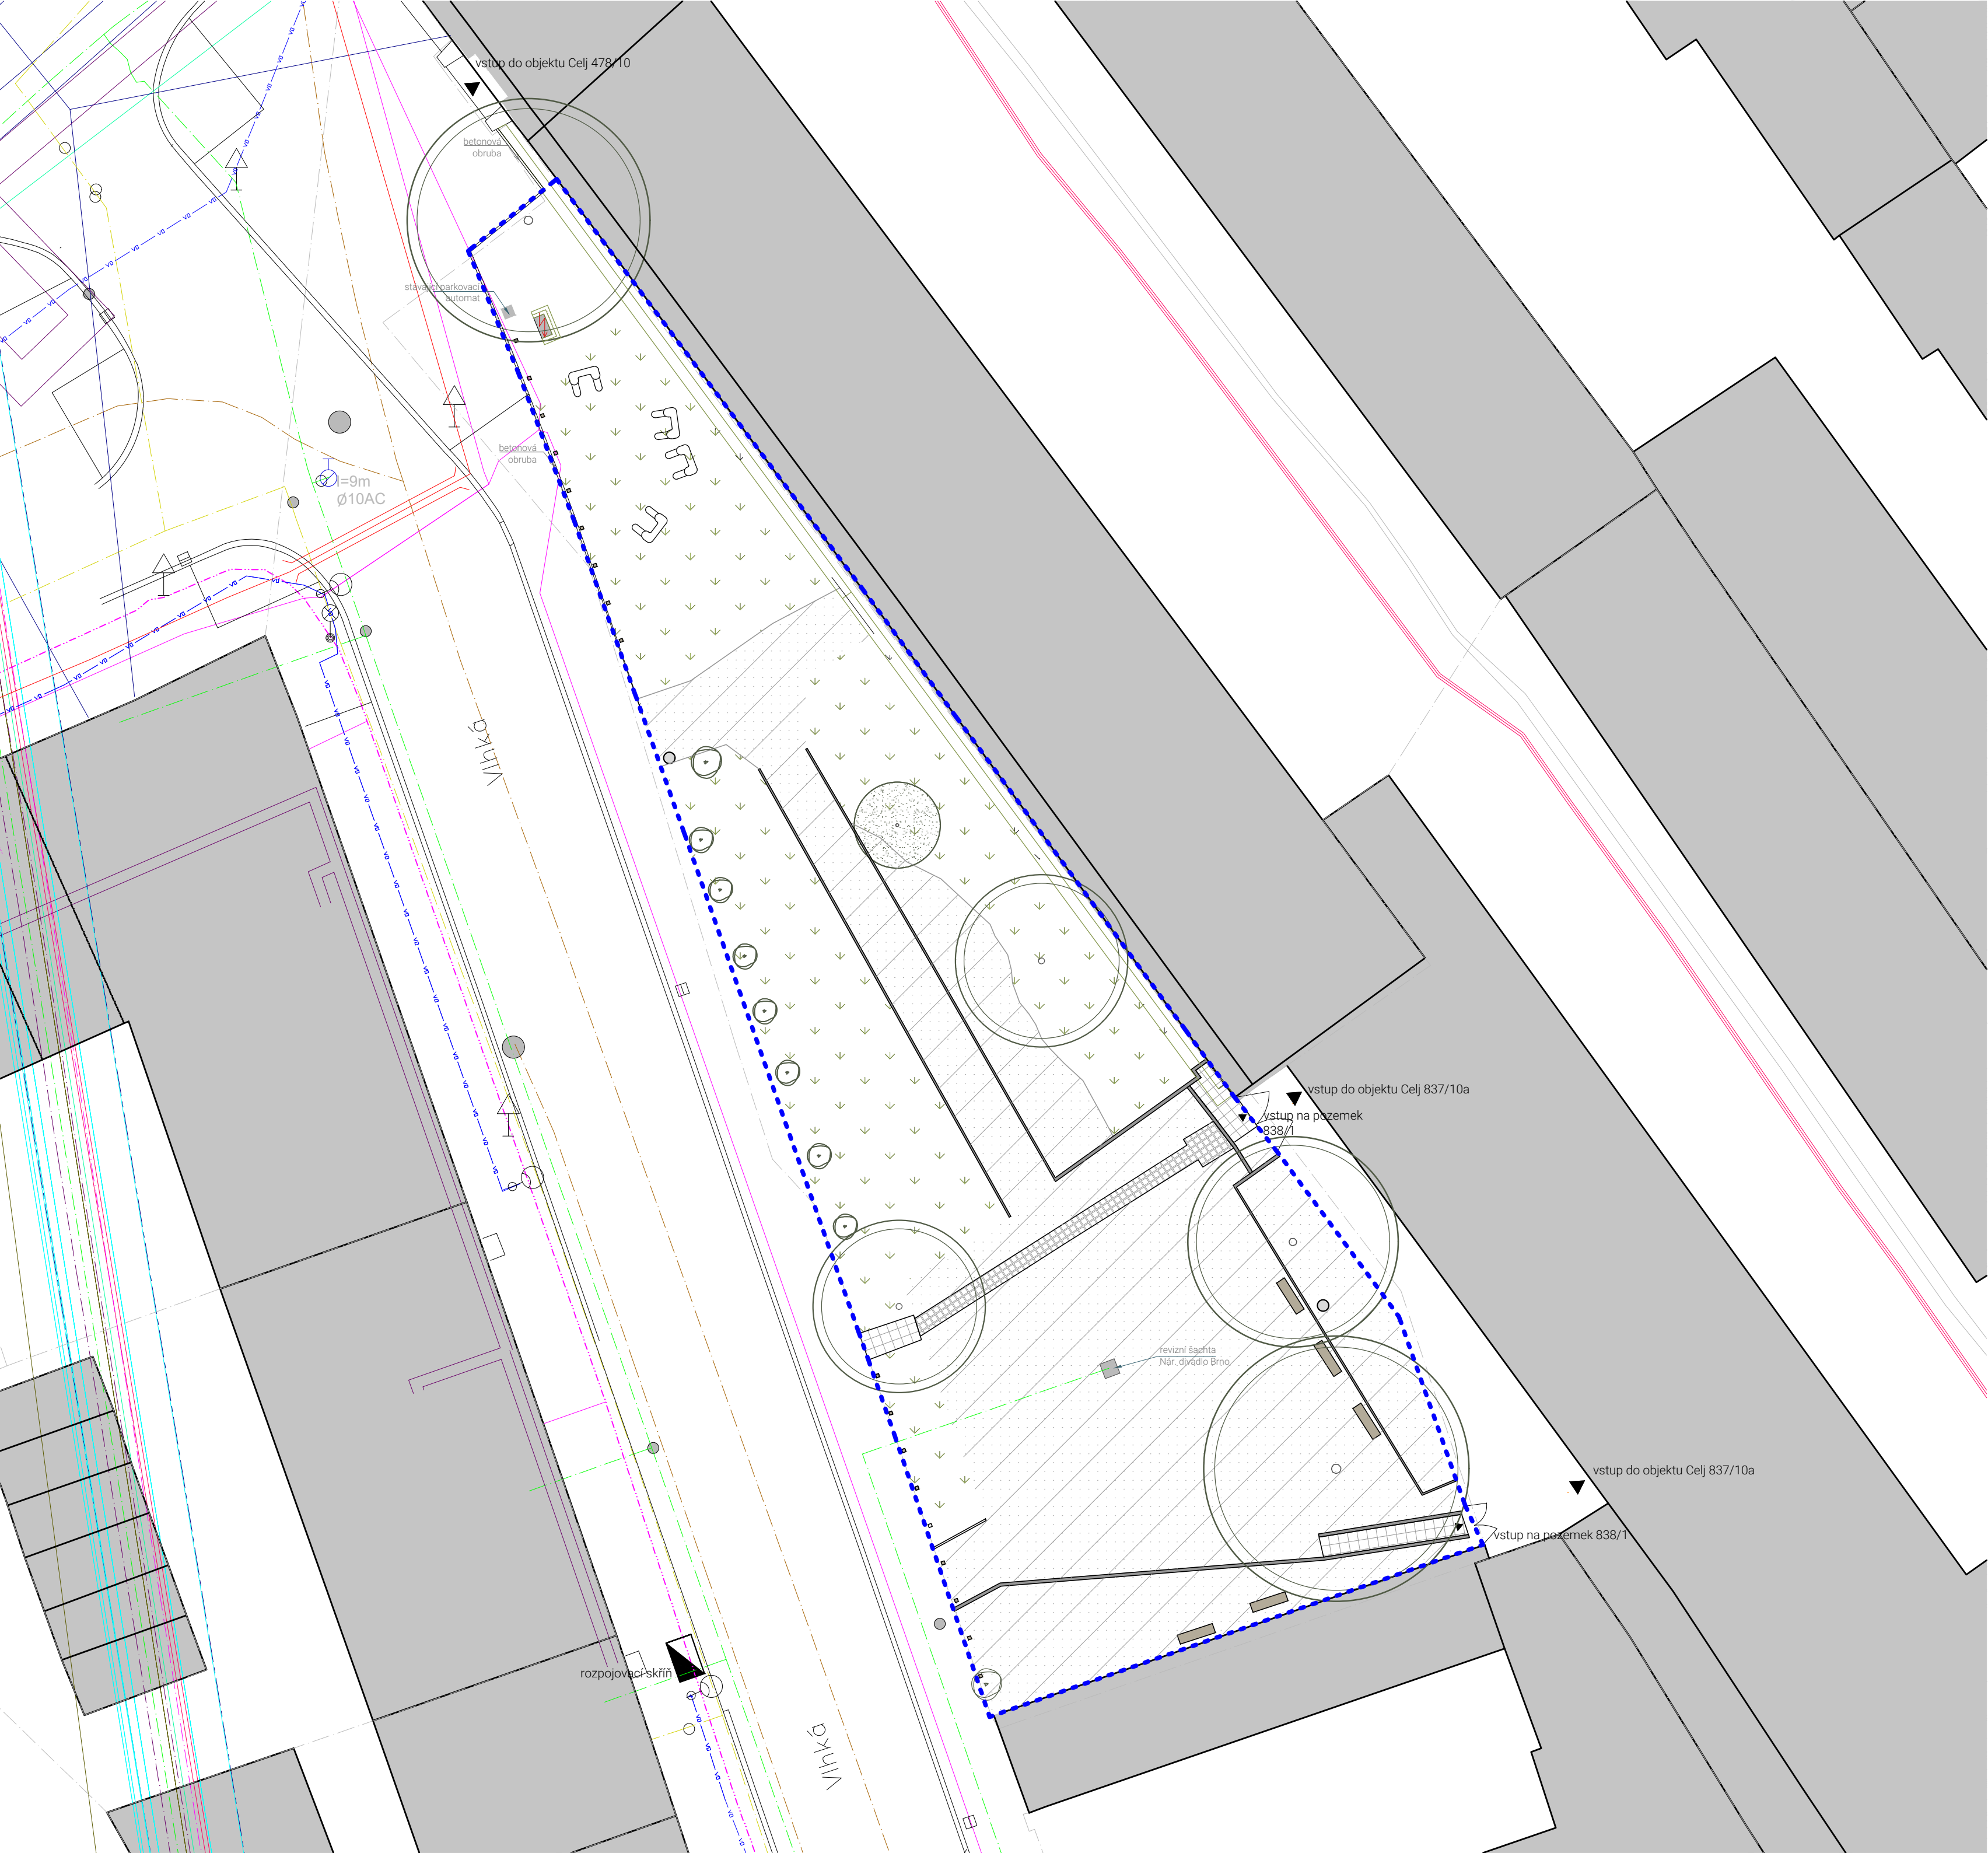 vstup do objektu Celj 478/10
betonová
obruba
stávající parkovací
automat
betonová
obruba
l=9m
Ø10AC
Vlhká
vstup do objektu Celj 837/10a
vstup na pozemek
838/1
revizní šachta
Nár. divadlo Brno
vstup do objektu Celj 837/10a
vstup na pozemek 838/1
rozpojovací skříň
Vlhká